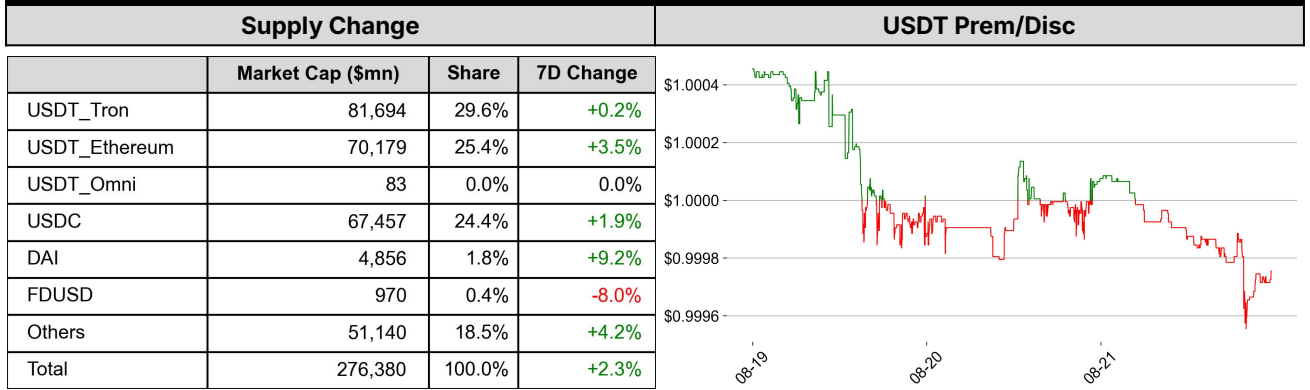 Supply Change
USDT Prem/Disc
Market Cap ($mn) Share 7D Change
USDT_Tron 81,694 29.6% +0.2%
USDT_Ethereum 70,179 25.4% +3.5%
USDT_Omni 83 0.0% 0.0%
USDC 67,457 24.4% +1.9%
DAI 4,856 1.8% +9.2%
FDUSD 970 0.4% -8.0%
Others 51,140 18.5% +4.2%
Total 276,380 100.0% +2.3%
$1.0004
$1.0002
$1.0000
$0.9998
$0.9996
08-19 08-20 08-21